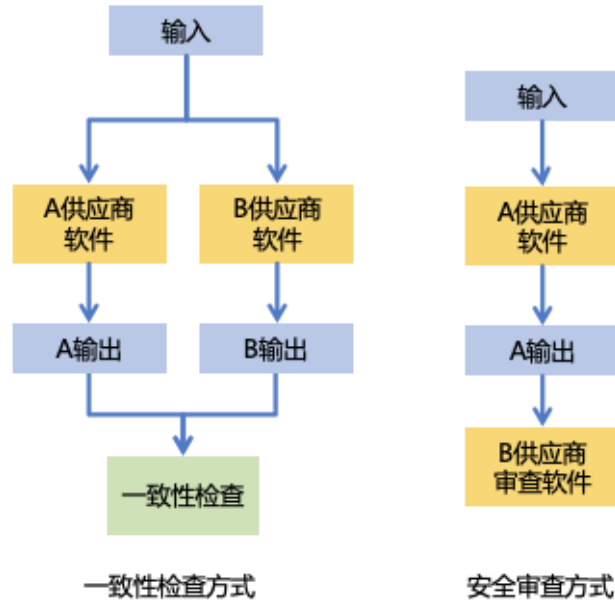 输入
A供应商
软件
B供应商
软件
A输出
B输出
一致性检查
一致性检查方式
输入
A供应商
软件
A输出
B供应商
审查软件
安全审查方式